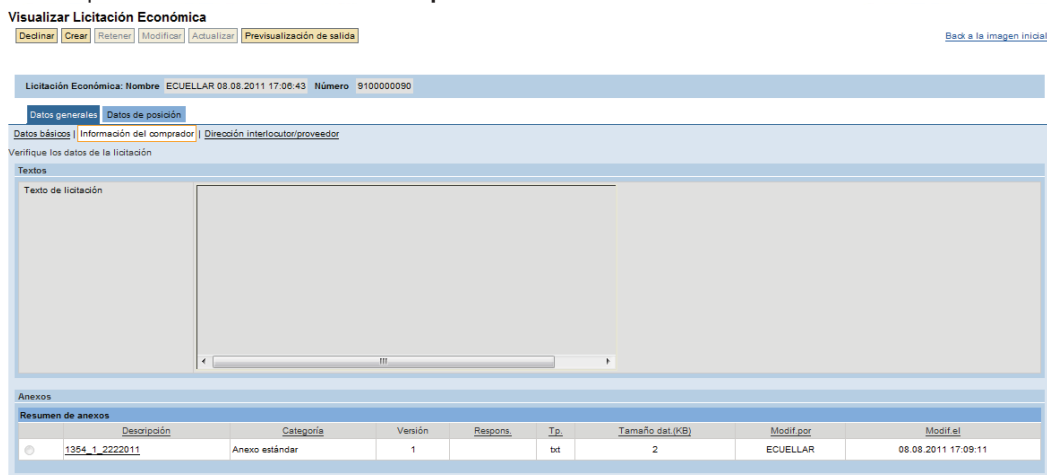 Visualizar Licitación Económica
Declinar Crear Retener Modificar Actualizar Previsualización de salida Back a la imagen inicial
Licitación Económica: Nombre ECUELLAR 08.08.2011 17:06:43 Número 9100000090
Datos generales Datos de posición
Datos básicos | Información del comprador | Dirección interlocutor/proveedor
Verifique los datos de la licitación
Textos
Texto de licitación
Anexos
Resumen de anexos
Descripción Categoría Versión Respons. Tp. Tamaño dat.(KB) Modif.por Modif.el
1354_1_2222011 Anexo estándar 1 txt 2 ECUELLAR 08.08.2011 17:09:11